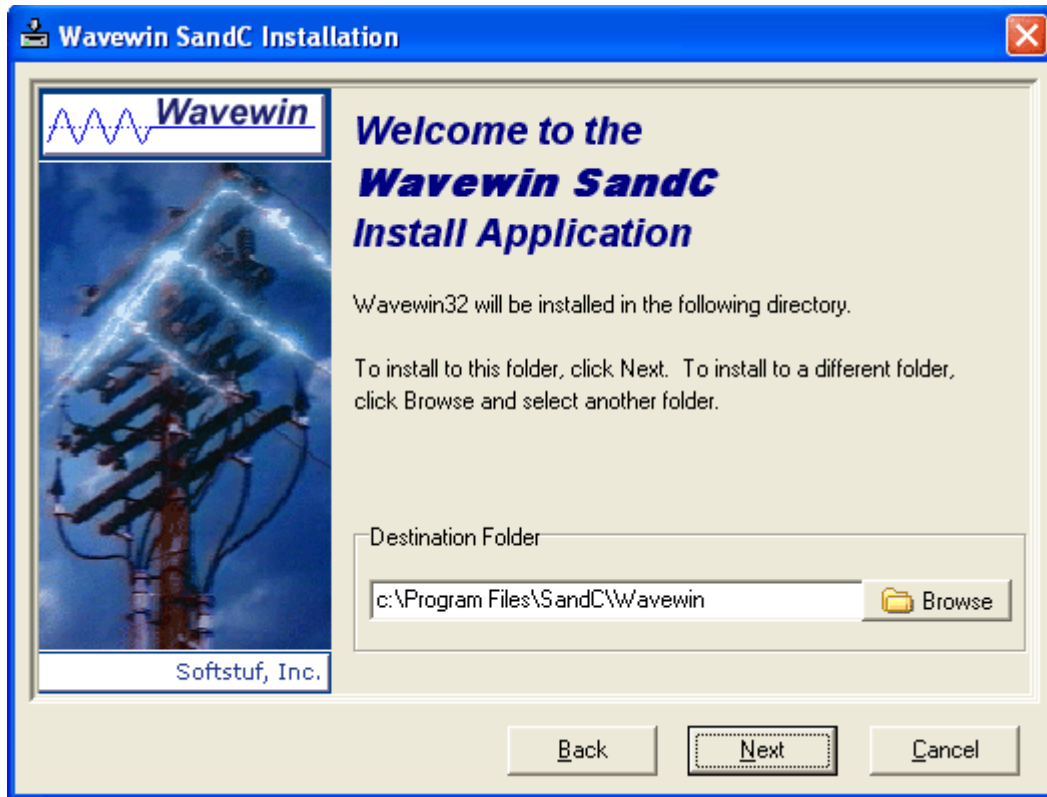 Wavewin SandC Installation
Wavewin
Welcome to the
Wavewin SandC
Install Application
Wavewin32 will be installed in the following directory.
To install to this folder, click Next. To install to a different folder,
click Browse and select another folder.
Destination Folder
c:\Program Files\SandC\Wavewin
Browse
Softstuf, Inc.
Back
Next
Cancel